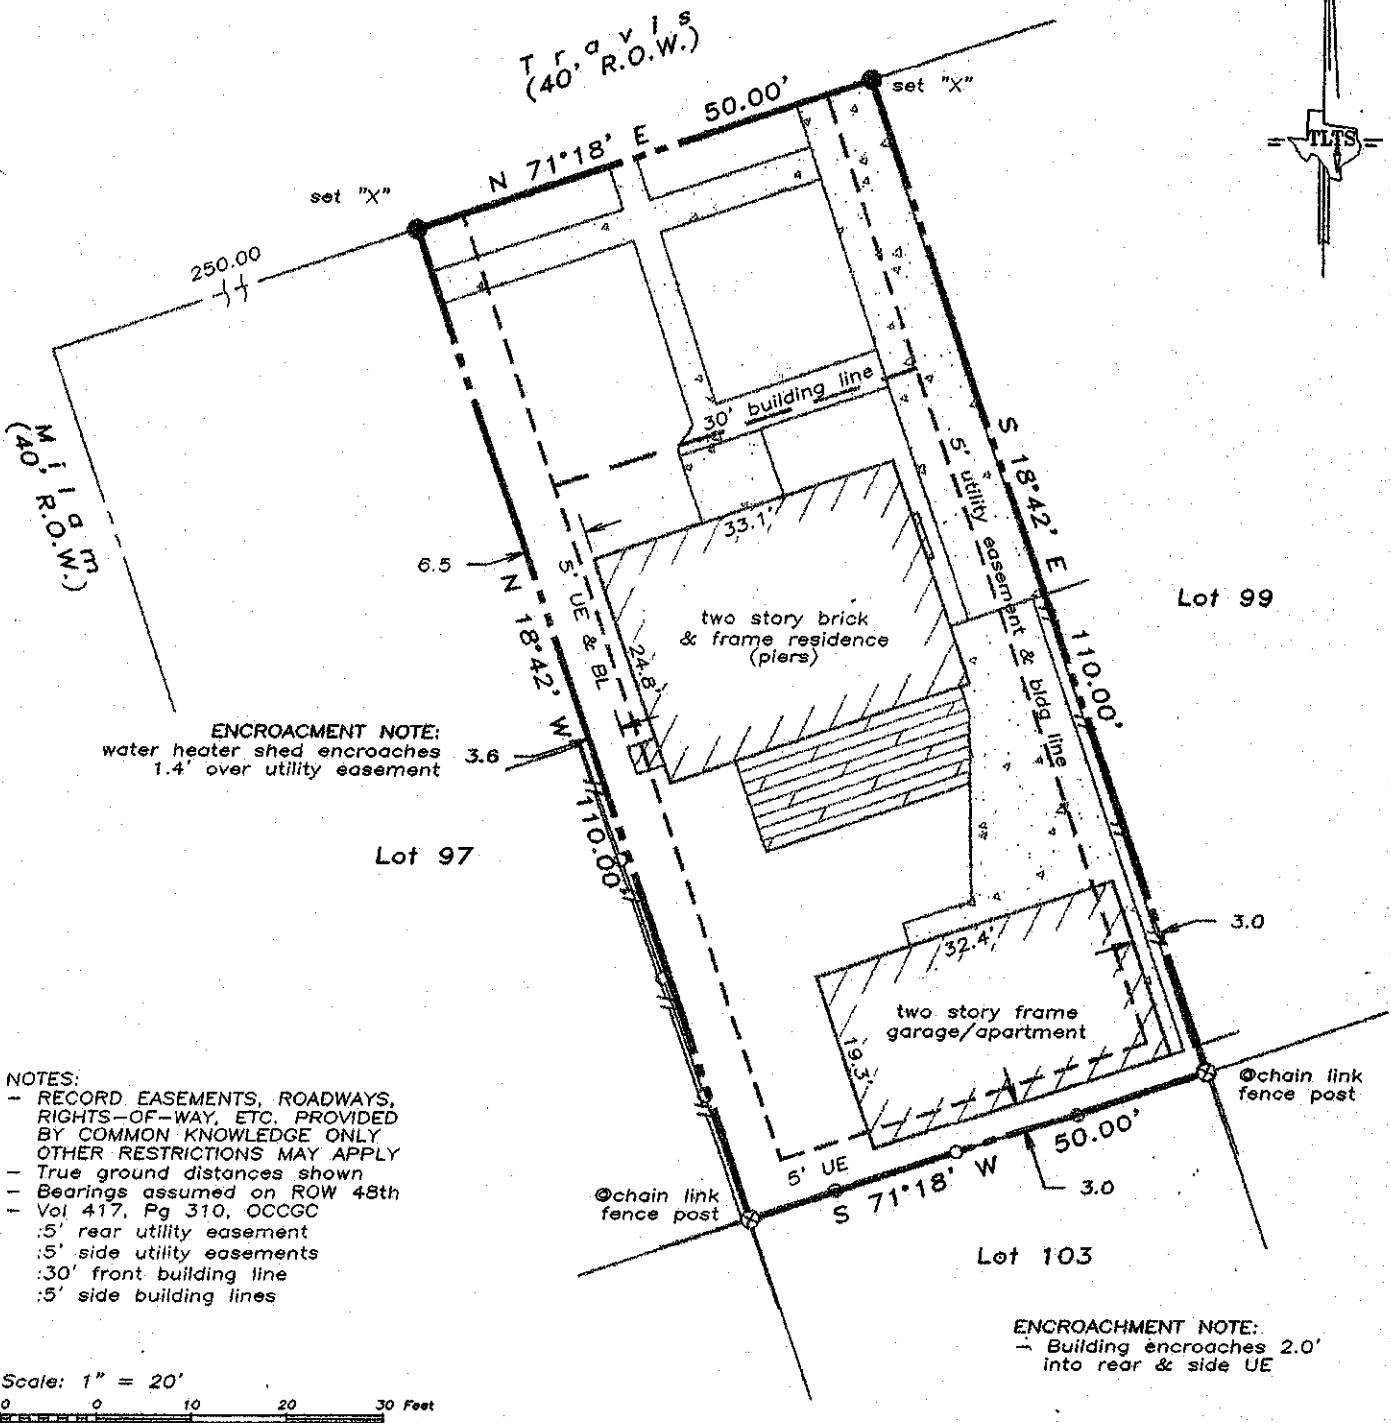 Travis
(40' R.O.W.)
set "X"
50.00'
N 71°18' E
set "X"
TLTS
250.00
Milam
(40' R.O.W.)
30' building line
S 18°42' E
110.00'
5' utility easement & bldg line
33.1'
6.5
5' UE & BL
24.8'
two story brick
& frame residence
(piers)
Lot 99
N 18°42' W
110.00'
ENCROACMENT NOTE:
water heater shed encroaches
1.4' over utility easement
3.6
Lot 97
3.0
32.4'
two story frame
garage/apartment
19.3'
NOTES:
- RECORD EASEMENTS, ROADWAYS,
RIGHTS-OF-WAY, ETC. PROVIDED
BY COMMON KNOWLEDGE ONLY
OTHER RESTRICTIONS MAY APPLY
- True ground distances shown
- Bearings assumed on ROW 48th
- Vol 417, Pg 310, OCCGC
:5' rear utility easement
:5' side utility easements
:30' front building line
:5' side building lines
@chain link
fence post
5' UE
S 71°18' W
50.00'
3.0
@chain link
fence post
Lot 103
ENCROACHMENT NOTE:
- Building encroaches 2.0'
into rear & side UE
Scale: 1" = 20'
0 0 10 20 30 Feet